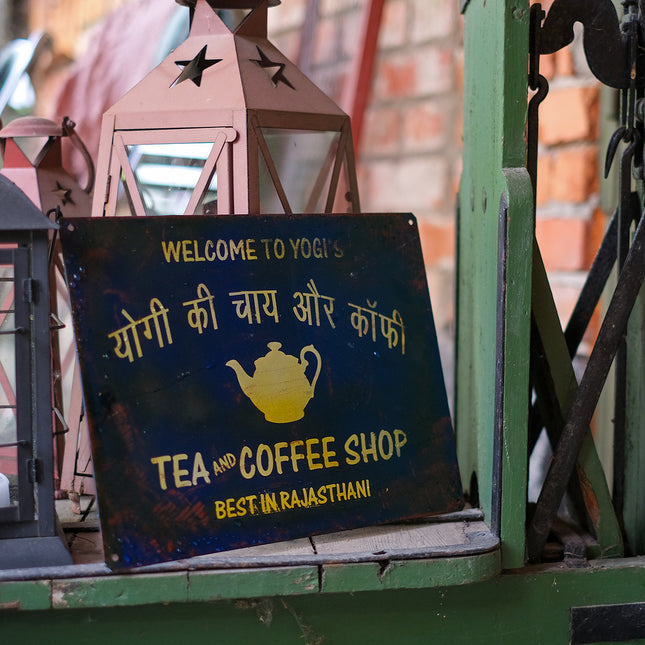 WELCOME TO YOGI'S
योगी की चाय और कॉफी
TEA AND COFFEE SHOP
BEST IN RAJASTHANI